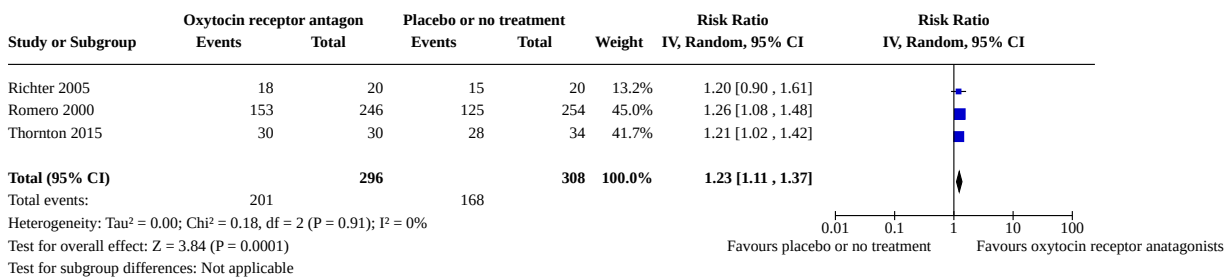 Oxytocin receptor antagon Placebo or no treatment Risk Ratio Risk Ratio
Study or Subgroup Events Total Events Total Weight IV, Random, 95% CI IV, Random, 95% CI
Richter 2005 18 20 15 20 13.2% 1.20 [0.90 , 1.61]
Romero 2000 153 246 125 254 45.0% 1.26 [1.08 , 1.48]
Thornton 2015 30 30 28 34 41.7% 1.21 [1.02 , 1.42]
Total (95% CI) 296 308 100.0% 1.23 [1.11 , 1.37]
Total events: 201 168
Heterogeneity: Tau² = 0.00; Chi² = 0.18, df = 2 (P = 0.91); I² = 0%
0.01 0.1 1 10 100
Test for overall effect: Z = 3.84 (P = 0.0001) Favours placebo or no treatment Favours oxytocin receptor anatagonists
Test for subgroup differences: Not applicable